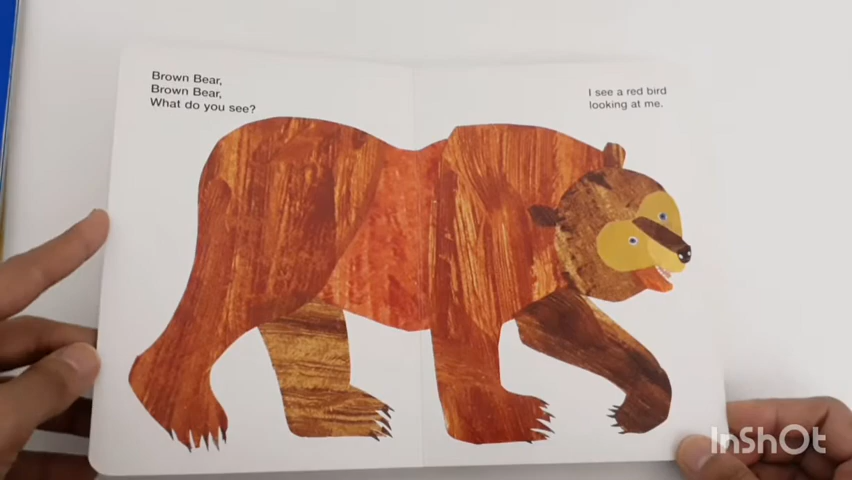 Brown Bear,
Brown Bear,
What do you see?
I see a red bird
looking at me.
InShOt